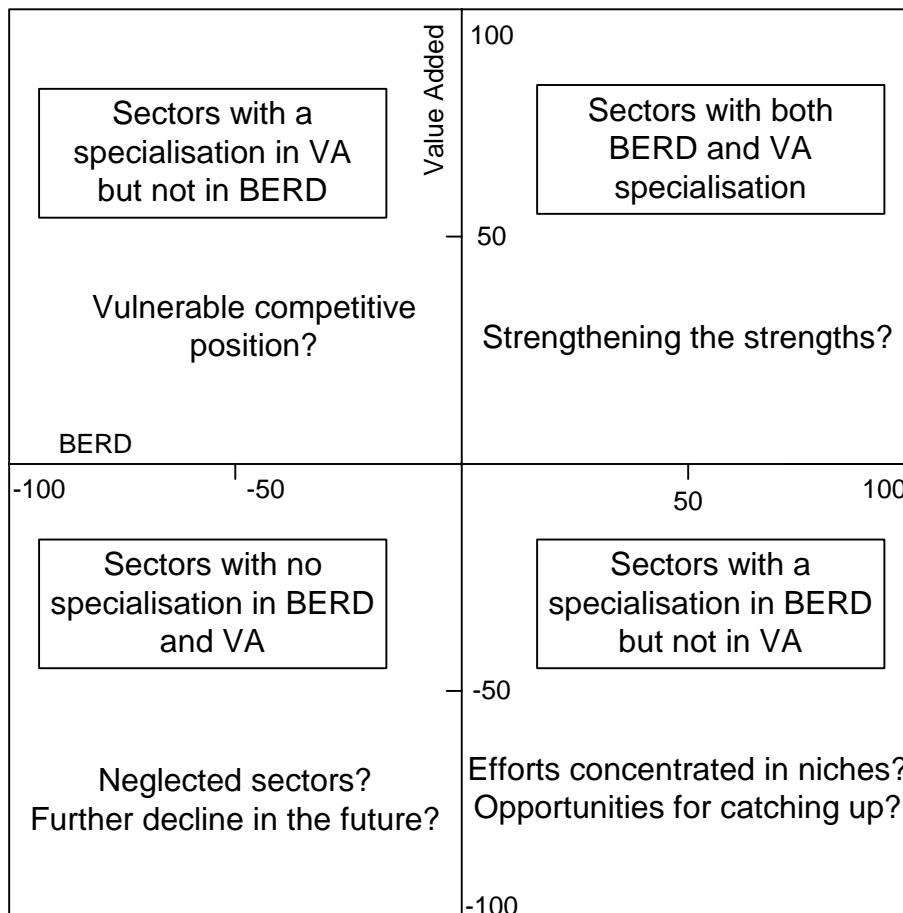 Value Added
100
Sectors with a
specialisation in VA
but not in BERD
Sectors with both
BERD and VA
specialisation
50
Vulnerable competitive
position?
Strengthening the strengths?
BERD
-100
-50
50
100
Sectors with no
specialisation in BERD
and VA
Sectors with a
specialisation in BERD
but not in VA
-50
Neglected sectors?
Further decline in the future?
Efforts concentrated in niches?
Opportunities for catching up?
-100